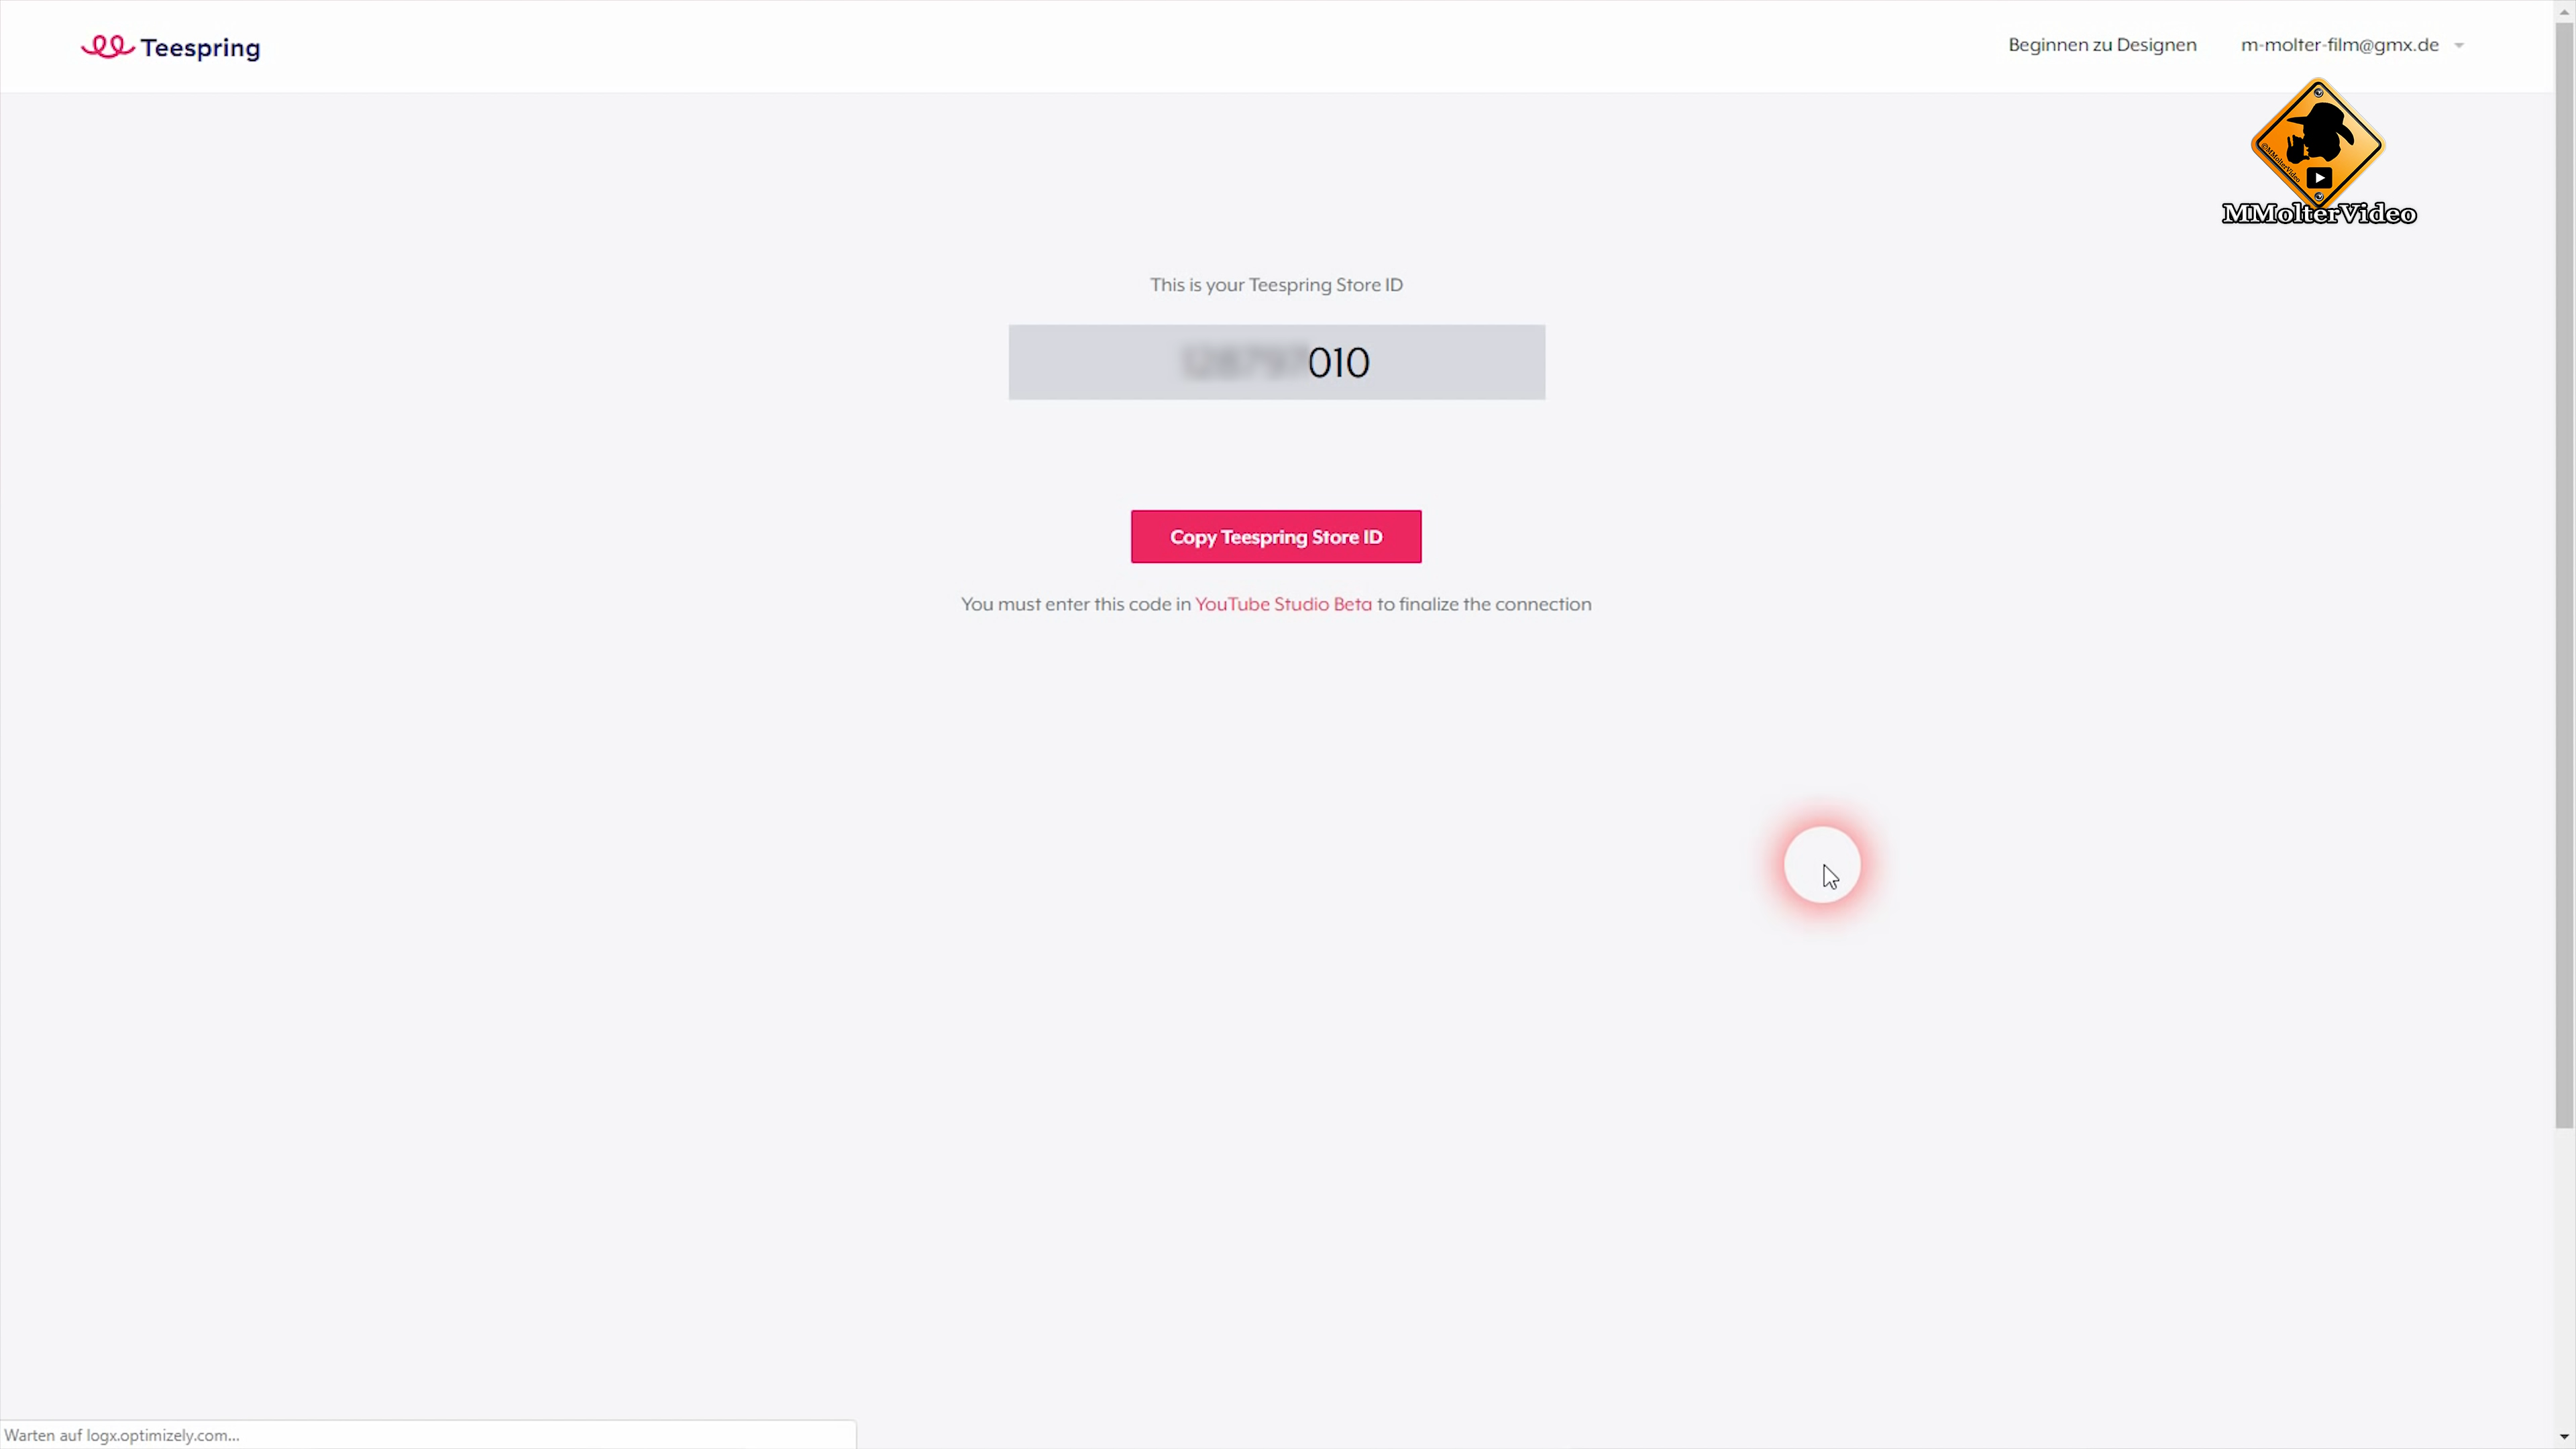 Teespring
Beginnen zu Designen
m-molter-film@gmx.de
MMolterVideo
This is your Teespring Store ID
010
Copy Teespring Store ID
You must enter this code in YouTube Studio Beta to finalize the connection
Warten auf logx.optimizely.com...